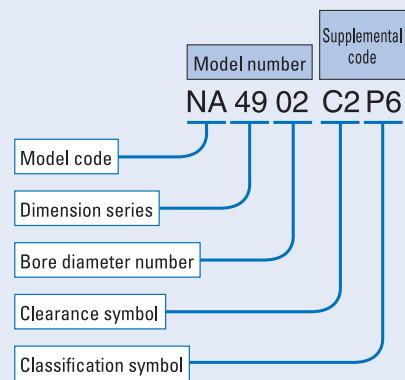 Supplemental
code
Model number
NA 49 02 C2 P6
Model code
Dimension series
Bore diameter number
Clearance symbol
Classification symbol